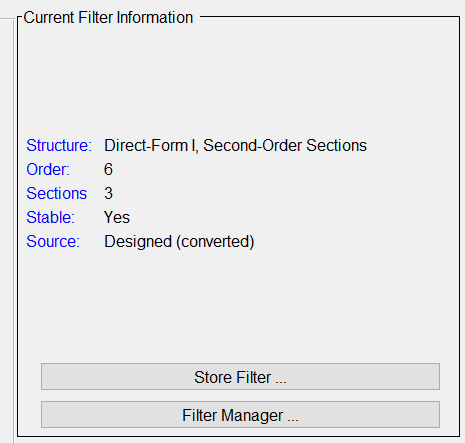 Current Filter Information
Structure: Direct-Form I, Second-Order Sections
Order: 6
Sections 3
Stable: Yes
Source: Designed (converted)
Store Filter ...
Filter Manager ...